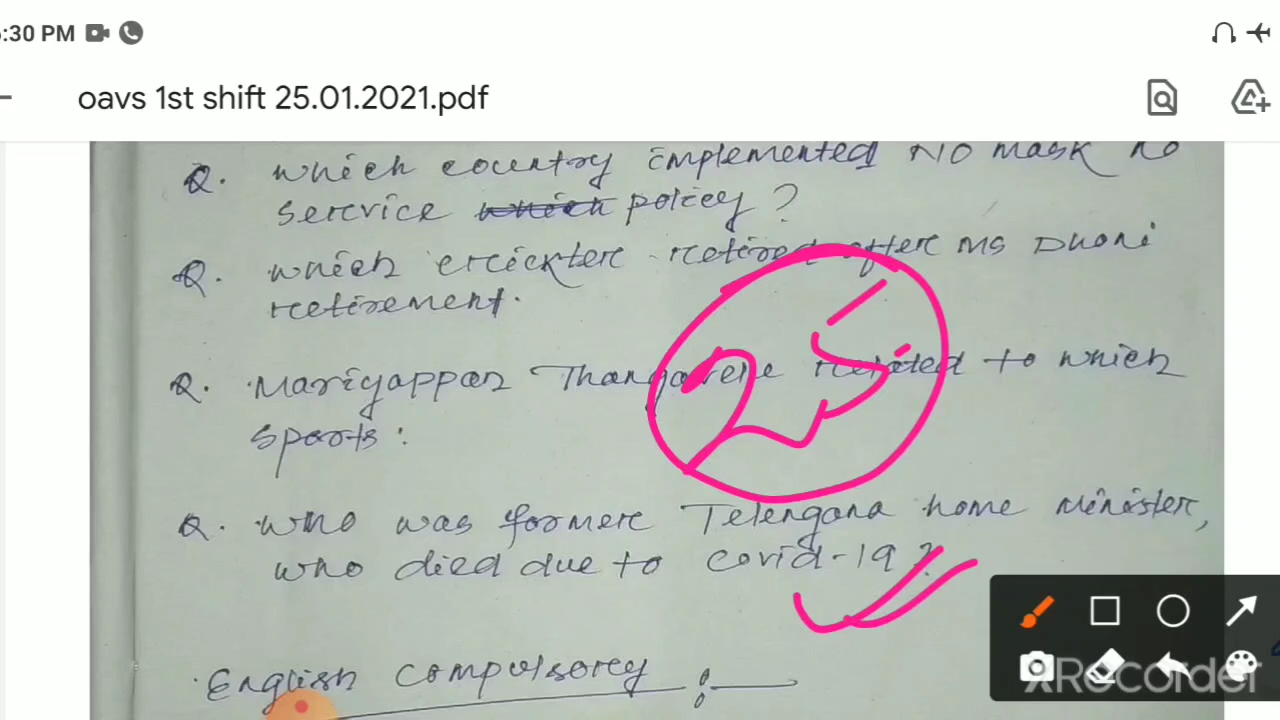 :30 PM
oavs 1st shift 25.01.2021.pdf
Q. which country implemented NO mask no
service which policy?
Q. which crickter retired after MS Dhoni
retirement.
Q. Mariyappan Thangavere related to which
sports:
Q. who was former Telengana home Minister,
who died due to covid-19?
English compulsory :-
25
XRecorder